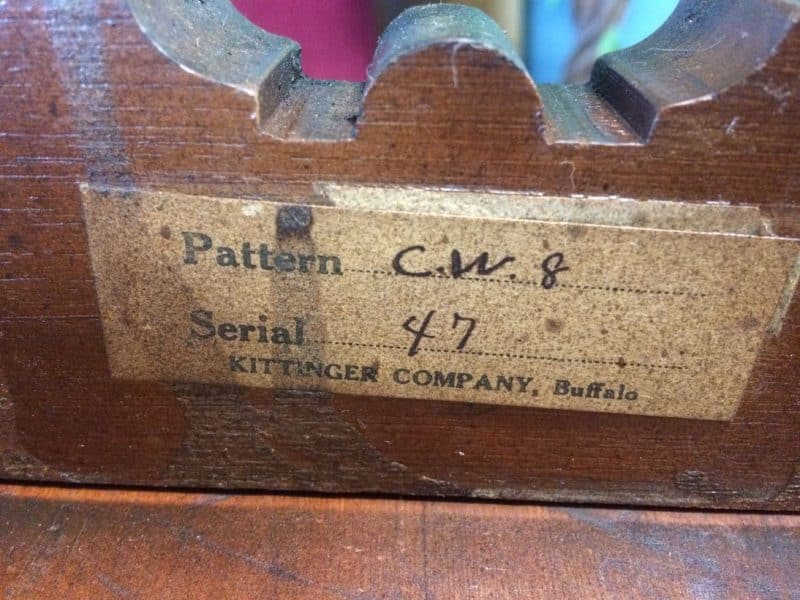 Pattern C.W. 8
Serial 47
KITTINGER COMPANY, Buffalo